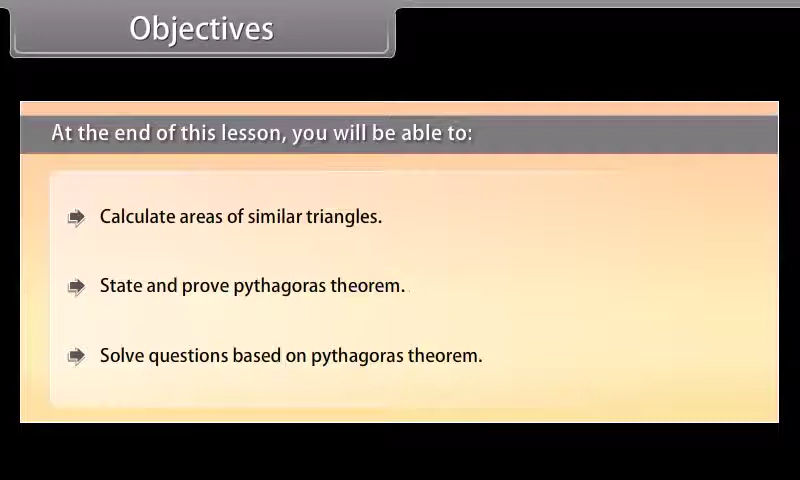 Objectives
At the end of this lesson, you will be able to:
Calculate areas of similar triangles.
State and prove pythagoras theorem.
Solve questions based on pythagoras theorem.